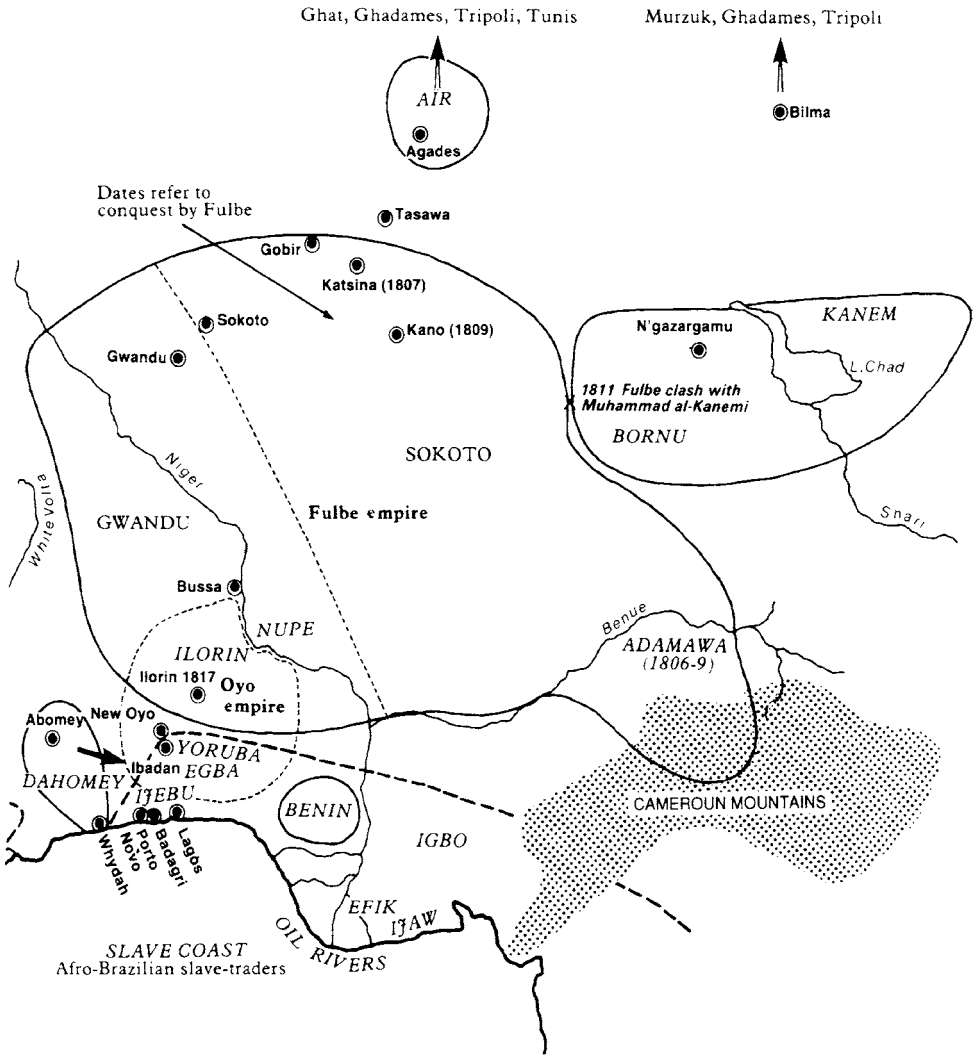 Ghat, Ghadames, Tripoli, Tunis
Murzuk, Ghadames, Tripoli
AIR
Agades
Bilma
Dates refer to
conquest by Fulbe
Tasawa
Gobir
Katsina (1807)
Sokoto
Kano (1809)
Gwandu
N'gazargamu
KANEM
L.Chad
1811 Fulbe clash with
Muhammad al-Kanemi
BORNU
SOKOTO
Niger
White Volta
GWANDU
Fulbe empire
Shari
Bussa
NUPE
Benue
ILORIN
ADAMAWA
(1806-9)
Ilorin 1817
Oyo
empire
Abomey
New Oyo
YORUBA
Ibadan
EGBA
DAHOMEY
IJEBU
BENIN
CAMEROUN MOUNTAINS
IGBO
Whydah
Porto
Novo
Badagri
Lagos
EFIK
IJAW
OIL RIVERS
SLAVE COAST
Afro-Brazilian slave-traders